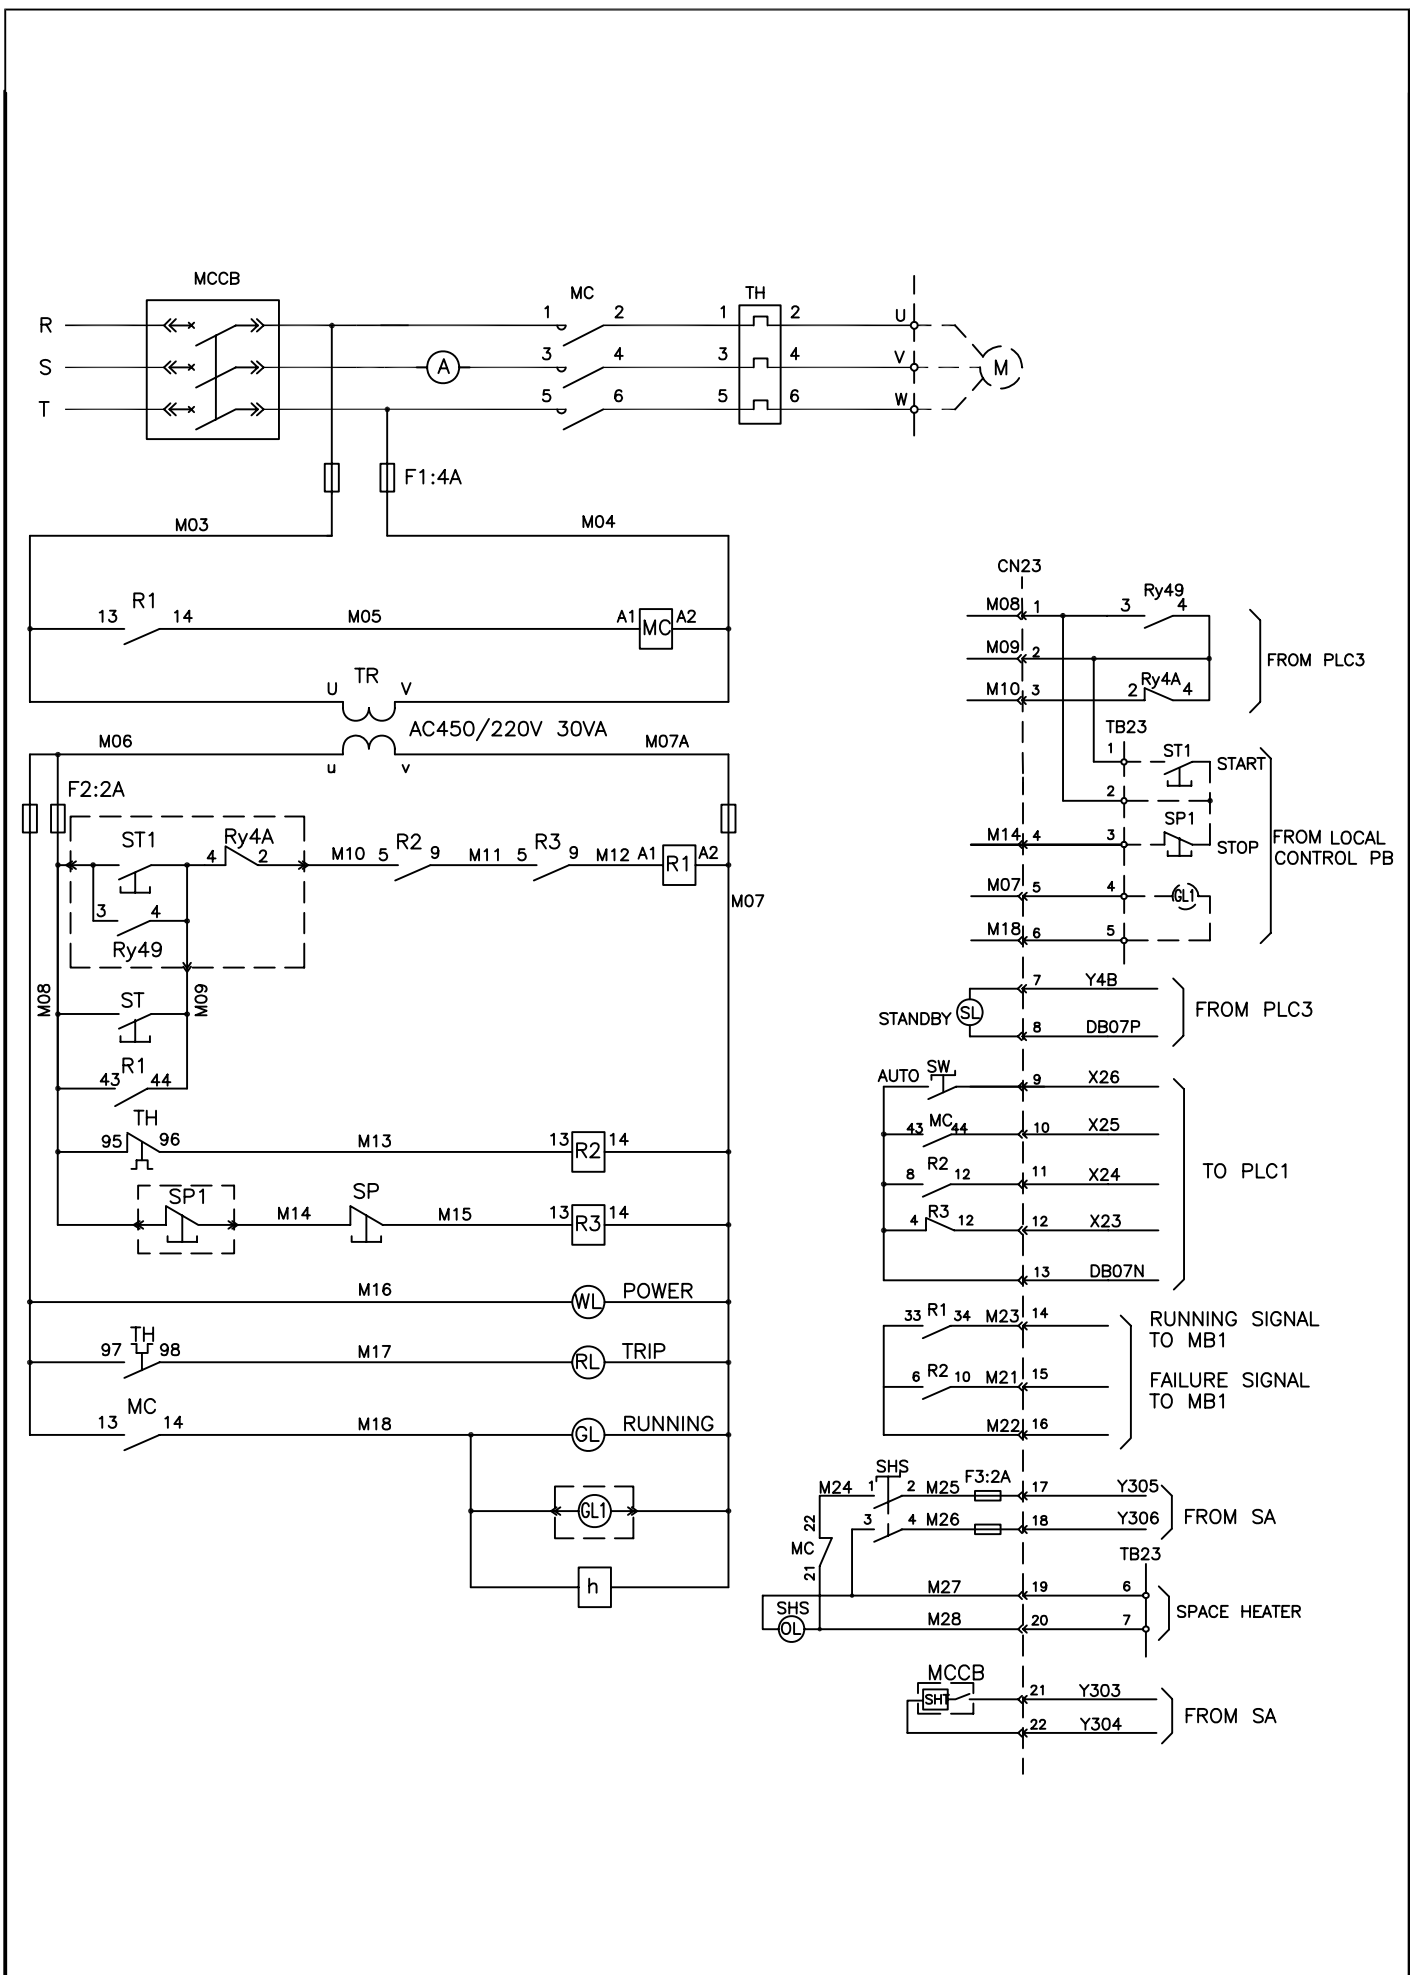 MCCB
MC
TH
R
1 2
1 2
U
S
A
3 4
3 4
V
M
T
5 6
5 6
W
F1:4A
M03
M04
R1
13 14
M05
A1 MC A2
TR
U V
AC450/220V 30VA
M06
u v
M07A
F2:2A
ST1
Ry4A
4 2
M10
R2
5 9
M11
R3
5 9
M12
A1 R1 A2
M07
3 4
Ry49
M08
ST
M09
R1
43 44
TH
95 96
M13
13 R2 14
SP1
M14
SP
M15
13 R3 14
M16
WL
POWER
TH
97 98
M17
RL
TRIP
MC
13 14
M18
GL
RUNNING
GL1
h
CN23
M08 1
3 Ry49 4
M09 2
M10 3
2 Ry4A 4
FROM PLC3
TB23
1 ST1
START
2
M14 4
3 SP1
STOP
FROM LOCAL
CONTROL PB
M07 5
4 GL1
M18 6
5
STANDBY SL
7 Y4B
8 DB07P
FROM PLC3
AUTO SW
9 X26
43 MC 44
10 X25
8 R2 12
11 X24
4 R3 12
12 X23
13 DB07N
TO PLC1
33 R1 34 M23 14
RUNNING SIGNAL
TO MB1
6 R2 10 M21 15
FAILURE SIGNAL
TO MB1
M22 16
SHS
M24 1 2 M25 F3:2A 17 Y305
3 4 M26 18 Y306
FROM SA
22
MC
21
TB23
M27 19 6
SHS
OL
M28 20 7
SPACE HEATER
MCCB
SHT
21 Y303
22 Y304
FROM SA